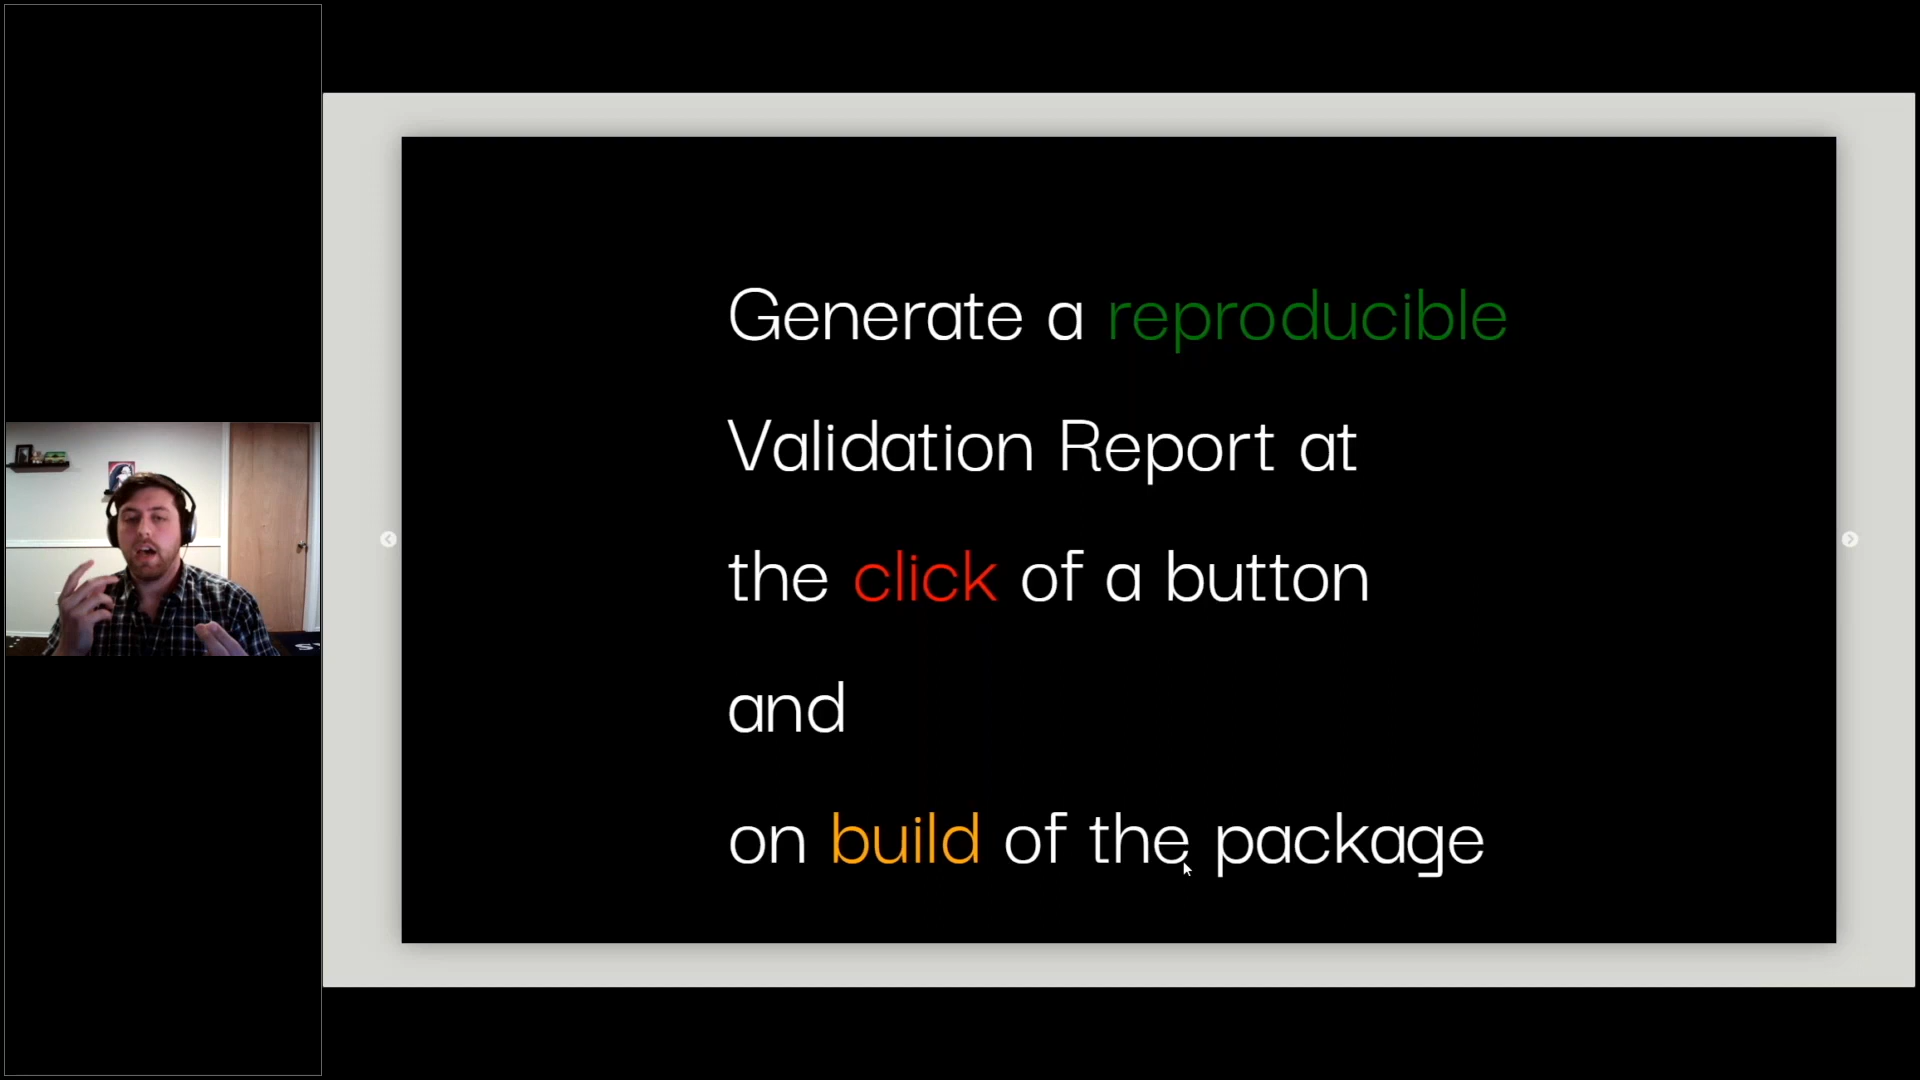 Generate a reproducible
Validation Report at
the click of a button
and
on build of the package